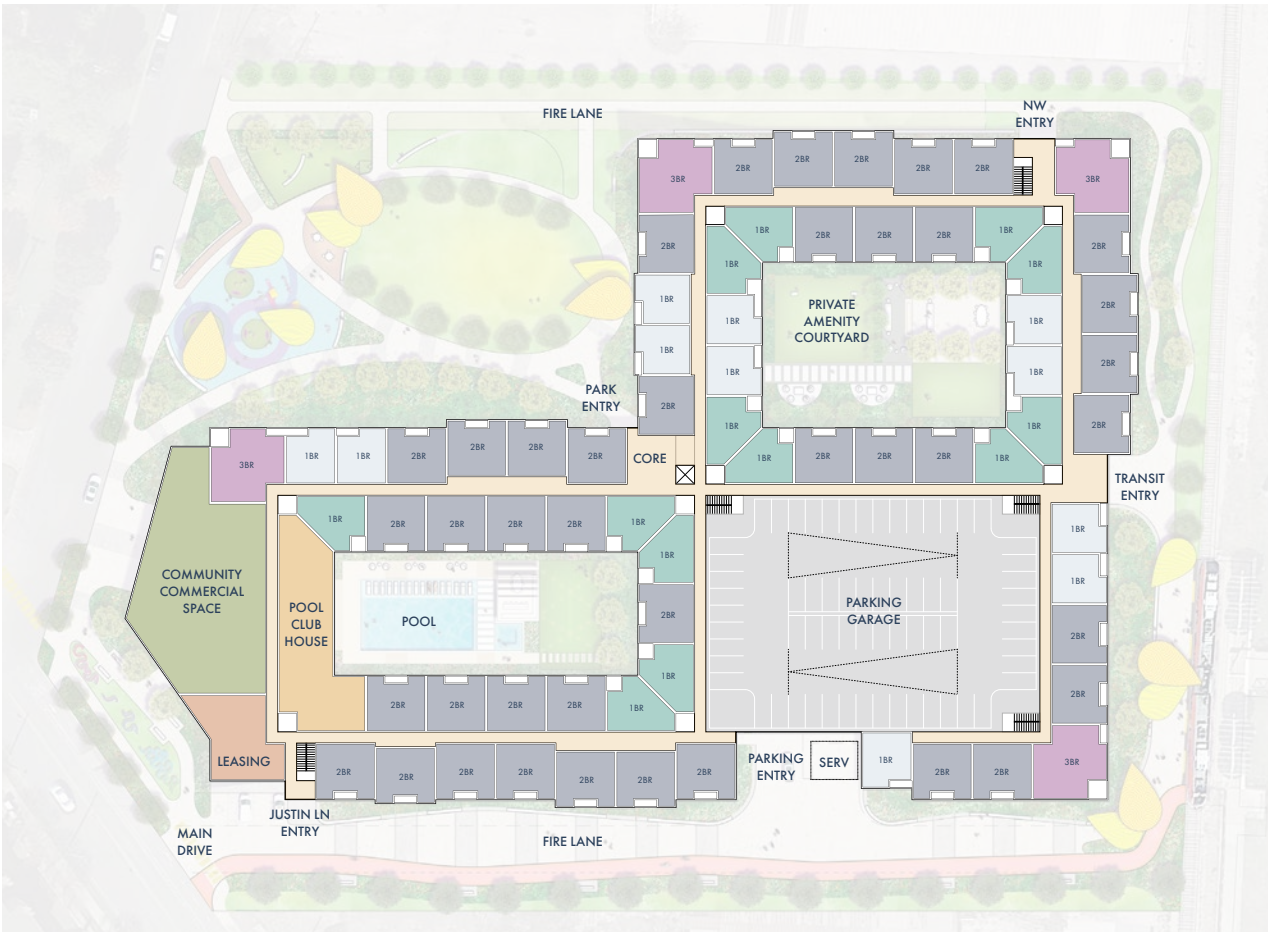 FIRE LANE
NW
ENTRY
3BR
2BR
2BR
2BR
2BR
2BR
3BR
1BR
2BR
2BR
2BR
1BR
2BR
2BR
1BR
1BR
1BR
1BR
1BR
2BR
PRIVATE
AMENITY
COURTYARD
1BR
1BR
1BR
2BR
PARK
ENTRY
2BR
1BR
1BR
2BR
1BR
2BR
2BR
2BR
1BR
3BR
1BR
1BR
2BR
2BR
2BR
2BR
CORE
TRANSIT
ENTRY
1BR
2BR
2BR
2BR
2BR
1BR
1BR
1BR
1BR
COMMUNITY
COMMERCIAL
SPACE
POOL
CLUB
HOUSE
POOL
2BR
PARKING
GARAGE
2BR
1BR
2BR
2BR
2BR
2BR
2BR
1BR
LEASING
2BR
2BR
2BR
2BR
2BR
2BR
2BR
PARKING
ENTRY
SERV
1BR
2BR
2BR
3BR
JUSTIN LN
ENTRY
MAIN
DRIVE
FIRE LANE